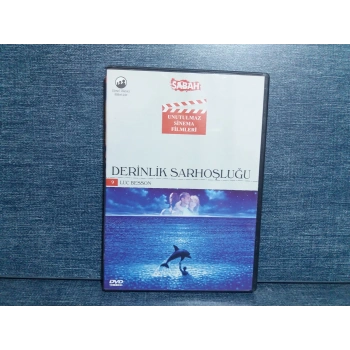 SABAH
UNUTULMAZ
SİNEMA
FİLMLERİ
DERİNLİK SARHOŞLUĞU
LUC BESSON
DVD